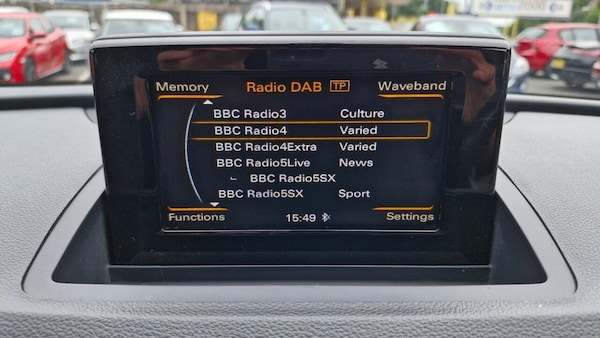 Memory Radio DAB TP Waveband
BBC Radio3 Culture
BBC Radio4 Varied
BBC Radio4Extra Varied
BBC Radio5Live News
BBC Radio5SX
BBC Radio5SX Sport
Functions 15:49 Settings